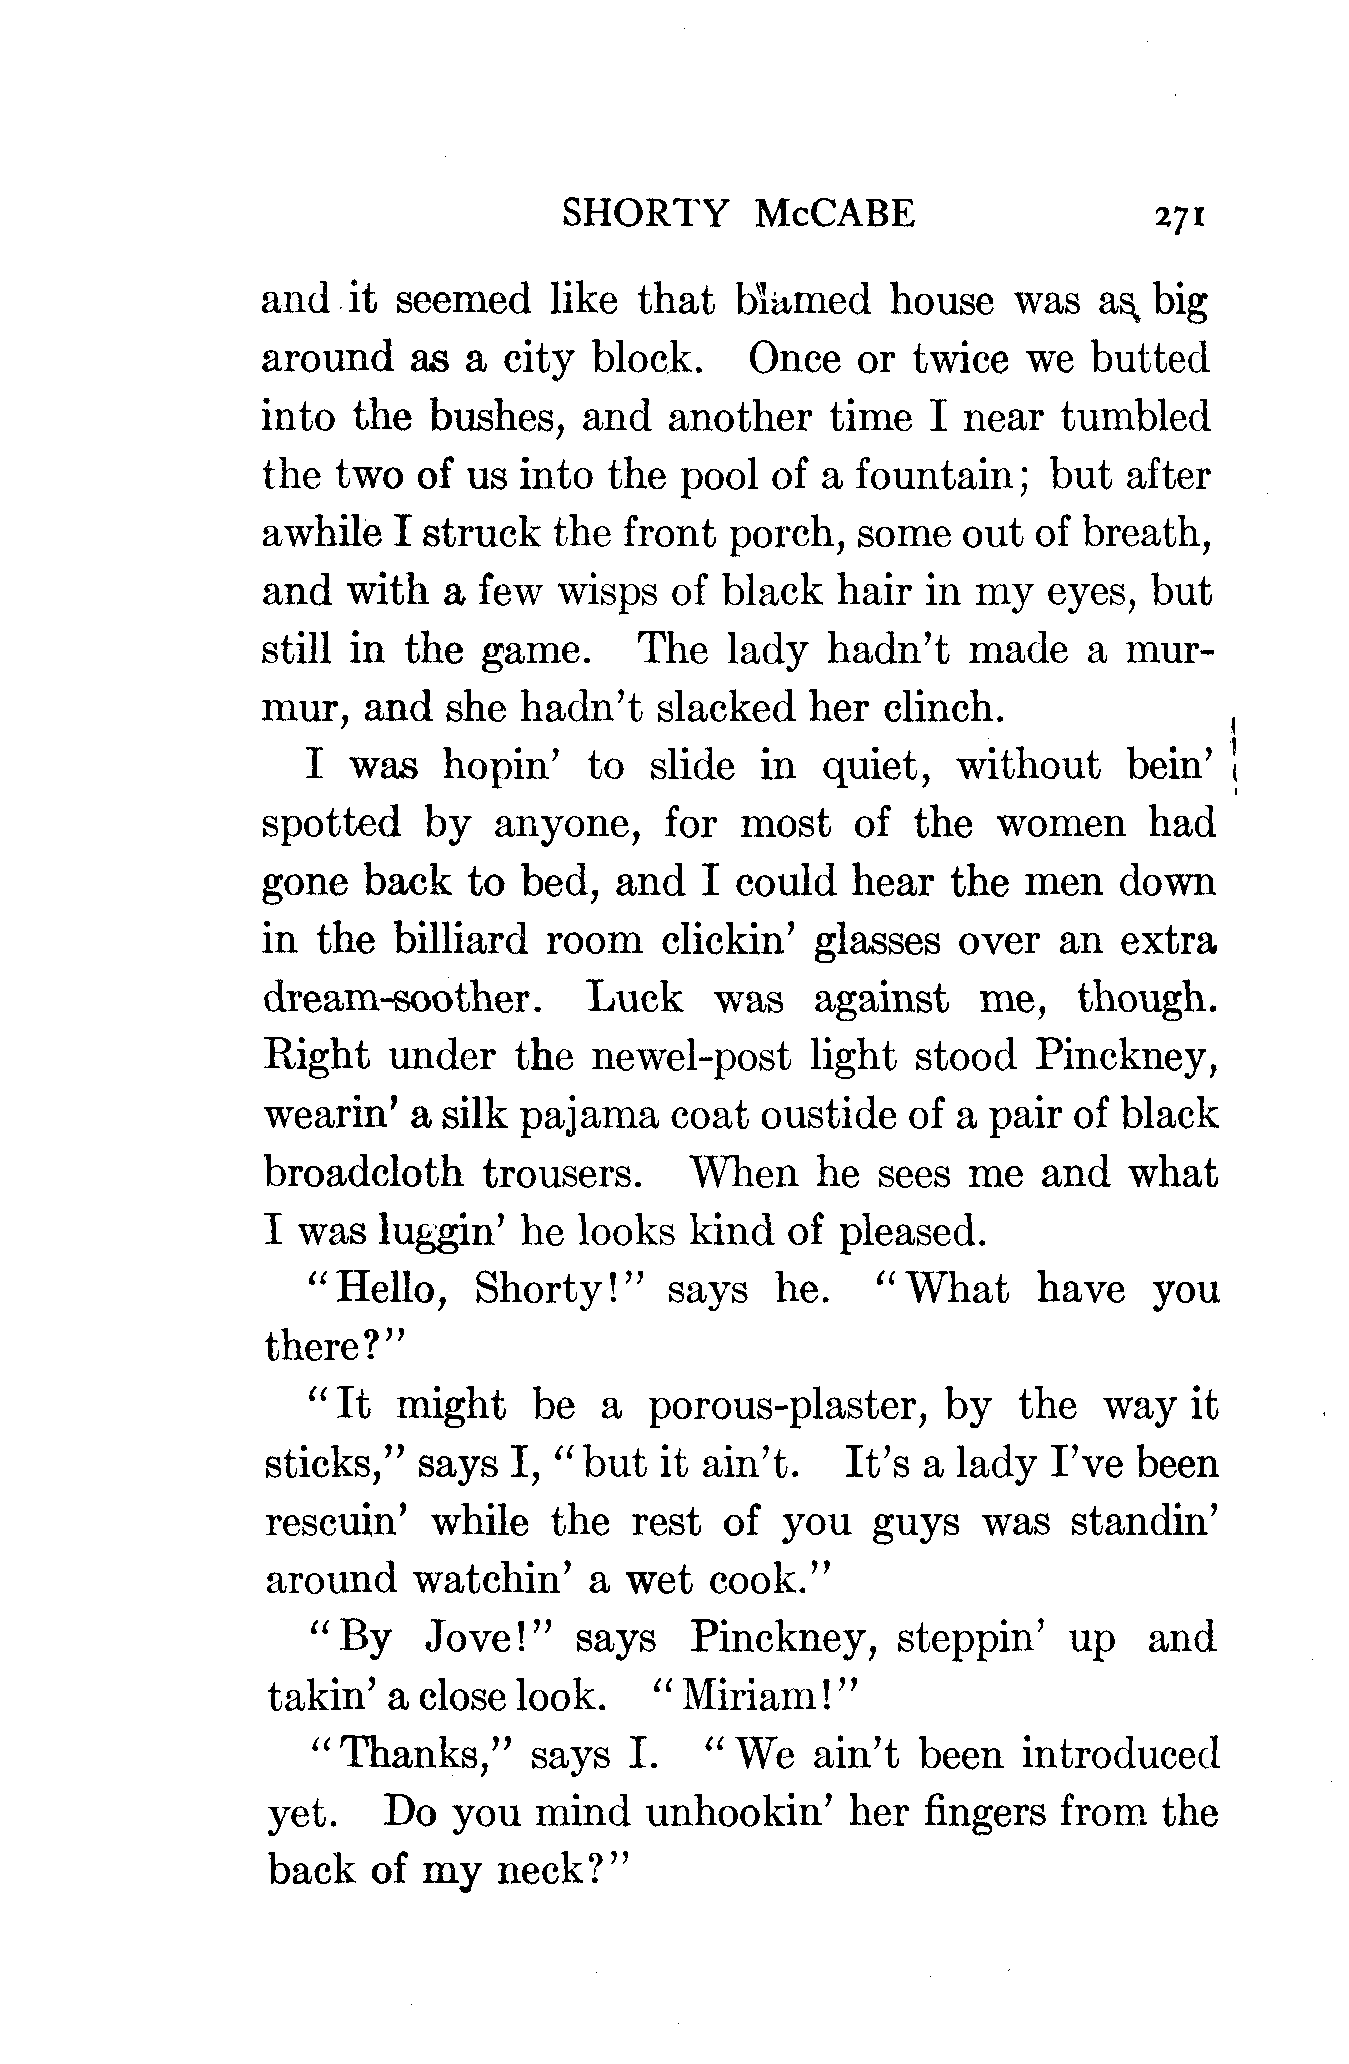 SHORTY McCABE 271
and it seemed like that blamed house was as big
around as a city block. Once or twice we butted
into the bushes, and another time I near tumbled
the two of us into the pool of a fountain; but after
awhile I struck the front porch, some out of breath,
and with a few wisps of black hair in my eyes, but
still in the game. The lady hadn't made a mur-
mur, and she hadn't slacked her clinch.
I was hopin' to slide in quiet, without bein'
spotted by anyone, for most of the women had
gone back to bed, and I could hear the men down
in the billiard room clickin' glasses over an extra
dream-soother. Luck was against me, though.
Right under the newel-post light stood Pinckney,
wearin' a silk pajama coat oustide of a pair of black
broadcloth trousers. When he sees me and what
I was luggin' he looks kind of pleased.
"Hello, Shorty!" says he. "What have you
there?"
"It might be a porous-plaster, by the way it
sticks," says I, "but it ain't. It's a lady I've been
rescuin' while the rest of you guys was standin'
around watchin' a wet cook."
"By Jove!" says Pinckney, steppin' up and
takin' a close look. "Miriam!"
"Thanks," says I. "We ain't been introduced
yet. Do you mind unhookin' her fingers from the
back of my neck?"